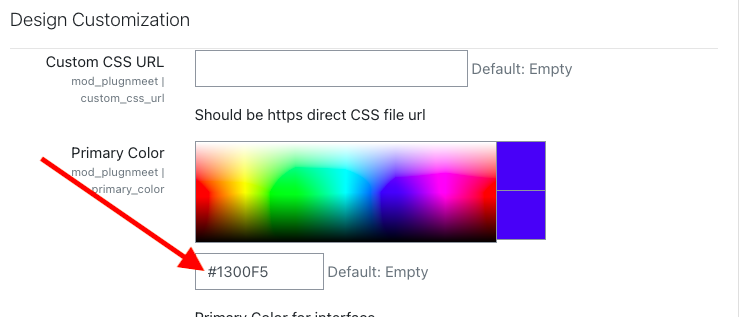 Design Customization
Custom CSS URL
mod_plugnmeet |
custom_css_url
Default: Empty
Should be https direct CSS file url
Primary Color
mod_plugnmeet |
primary_color
#1300F5
Default: Empty
Primary Color for interface